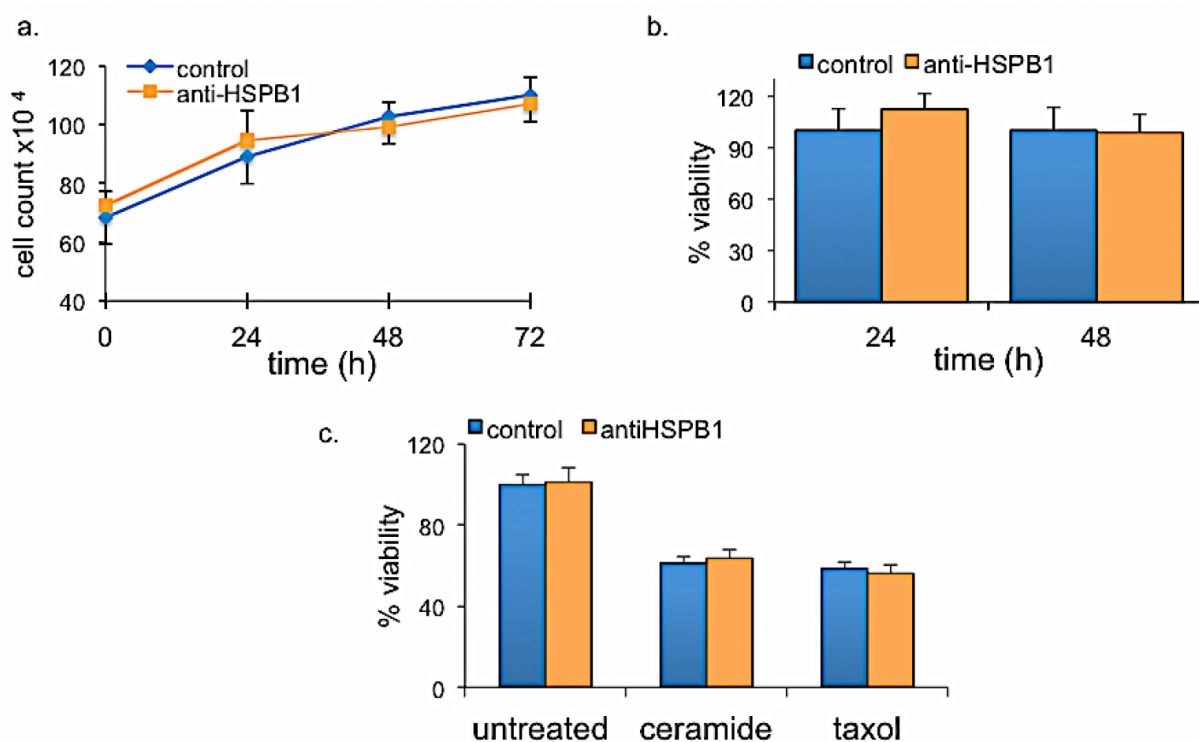 a.
control
anti-HSPB1
120
100
80
60
40
cell count x10 4
0 24 48 72
time (h)
b.
control anti-HSPB1
120
90
60
30
0
% viability
24 48
time (h)
c.
control antiHSPB1
120
80
40
0
% viability
untreated ceramide taxol